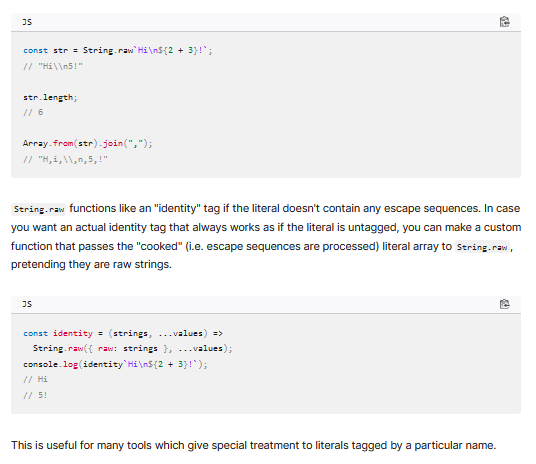 JS
const str = String.raw`Hi\n${2 + 3}!`;
// "Hi\\n5!"
str.length;
// 6
Array.from(str).join(",");
// "H,i,\\,n,5,!"
String.raw functions like an "identity" tag if the literal doesn't contain any escape sequences. In case
you want an actual identity tag that always works as if the literal is untagged, you can make a custom
function that passes the "cooked" (i.e. escape sequences are processed) literal array to String.raw,
pretending they are raw strings.
JS
const identity = (strings, ...values) =>
  String.raw({ raw: strings }, ...values);
console.log(identity`Hi\n${2 + 3}!`);
// Hi
// 5!
This is useful for many tools which give special treatment to literals tagged by a particular name.